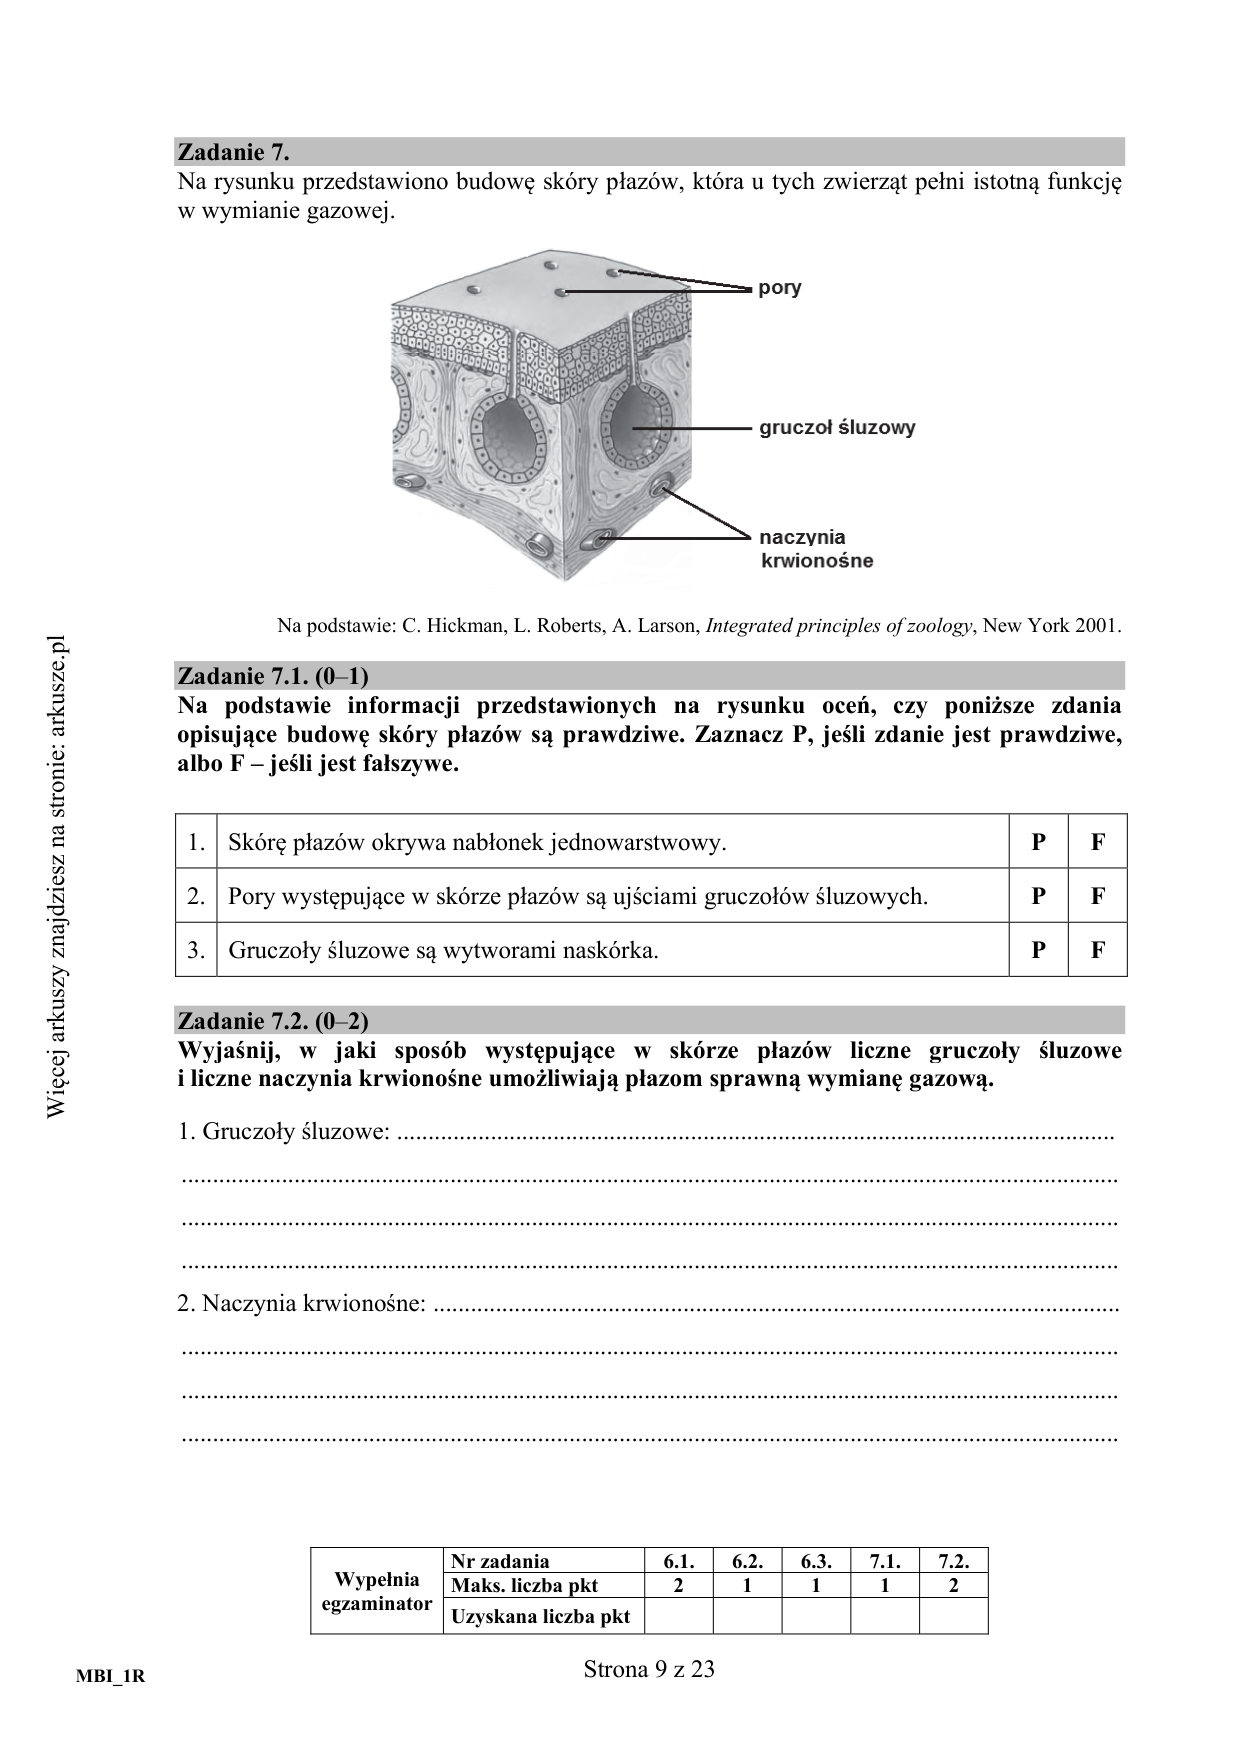 Zadanie 7.
Na rysunku przedstawiono budowę skóry płazów, która u tych zwierząt pełni istotną funkcję
w wymianie gazowej.
pory
gruczoł śluzowy
naczynia
krwionośne
Na podstawie: C. Hickman, L. Roberts, A. Larson, Integrated principles of zoology, New York 2001.
Zadanie 7.1. (0–1)
Na podstawie informacji przedstawionych na rysunku oceń, czy poniższe zdania
opisujące budowę skóry płazów są prawdziwe. Zaznacz P, jeśli zdanie jest prawdziwe,
albo F – jeśli jest fałszywe.
1. Skórę płazów okrywa nabłonek jednowarstwowy. P F
2. Pory występujące w skórze płazów są ujściami gruczołów śluzowych. P F
3. Gruczoły śluzowe są wytworami naskórka. P F
Zadanie 7.2. (0–2)
Wyjaśnij, w jaki sposób występujące w skórze płazów liczne gruczoły śluzowe
i liczne naczynia krwionośne umożliwiają płazom sprawną wymianę gazową.
1. Gruczoły śluzowe: ....................................................................................................................
......................................................................................................................................................
......................................................................................................................................................
......................................................................................................................................................
2. Naczynia krwionośne: ..............................................................................................................
......................................................................................................................................................
......................................................................................................................................................
......................................................................................................................................................
Wypełnia
egzaminator
Nr zadania 6.1. 6.2. 6.3. 7.1. 7.2.
Maks. liczba pkt 2 1 1 1 2
Uzyskana liczba pkt
MBI_1R
Strona 9 z 23
Więcej arkuszy znajdziesz na stronie: arkusze.pl